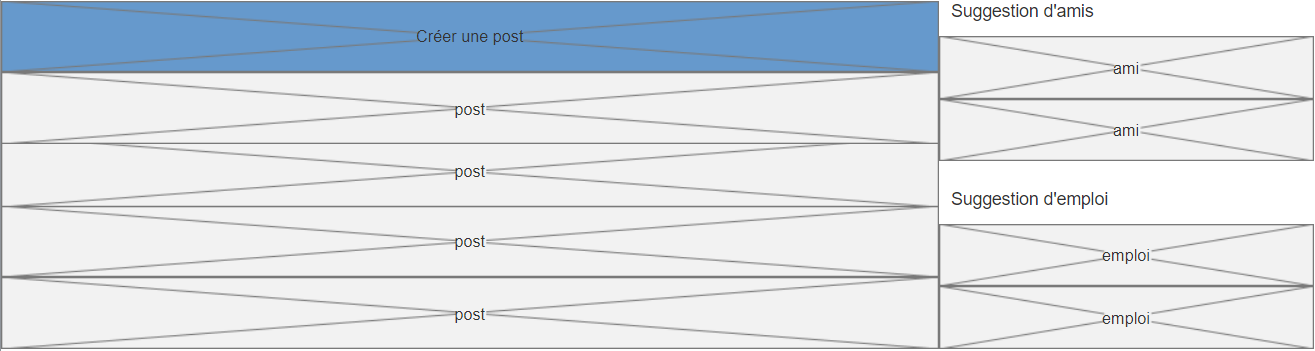 Créer une post
post
post
post
post
Suggestion d'amis
ami
ami
Suggestion d'emploi
emploi
emploi